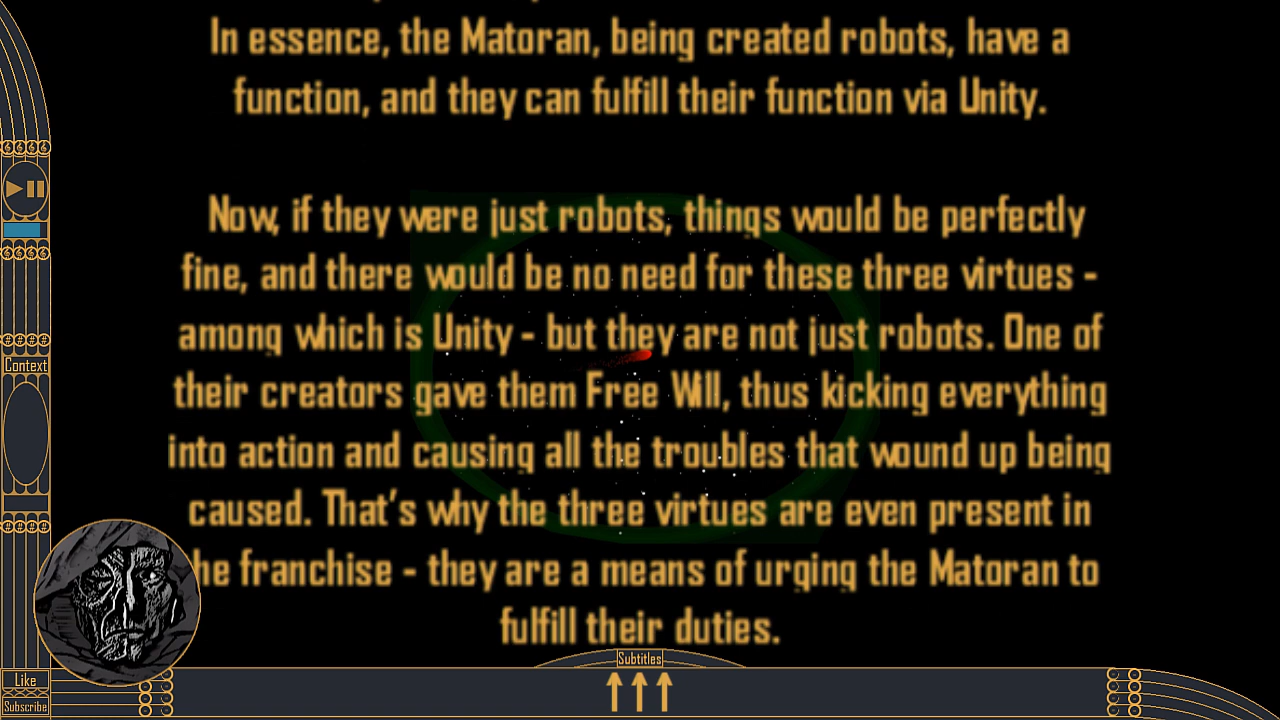 In essence, the Matoran, being created robots, have a
function, and they can fulfill their function via Unity.
Now, if they were just robots, things would be perfectly
fine, and there would be no need for these three virtues -
among which is Unity - but they are not just robots. One of
their creators gave them Free Will, thus kicking everything
into action and causing all the troubles that wound up being
caused. That's why the three virtues are even present in
he franchise - they are a means of urging the Matoran to
fulfill their duties.
Context
Subtitles
Like
Subscribe